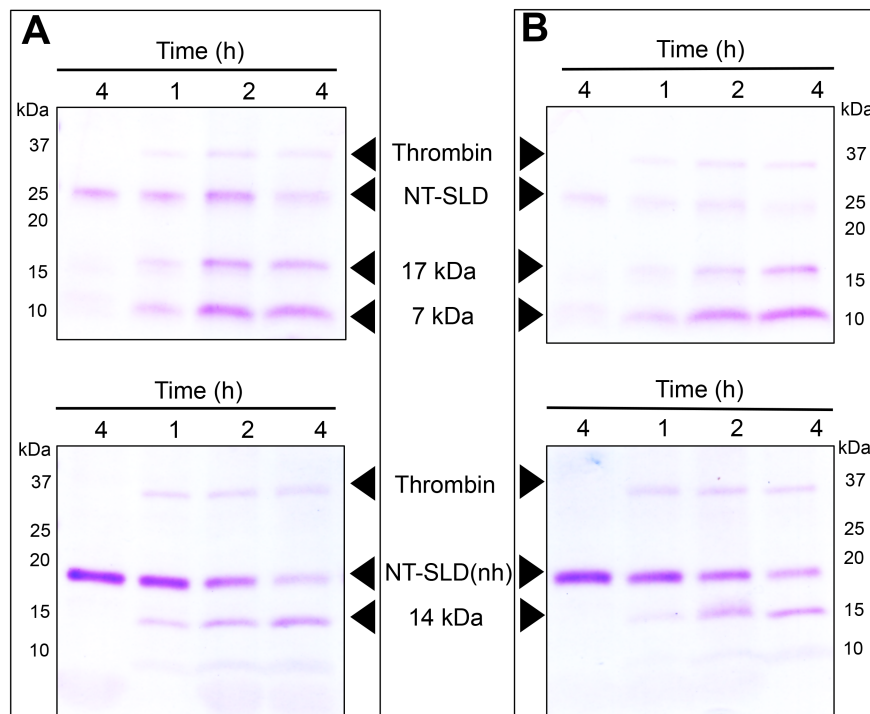 A
Time (h)
4 1 2 4
kDa
37
25
20
15
10
Thrombin
NT-SLD
17 kDa
7 kDa
B
Time (h)
4 1 2 4
kDa
37
25
20
15
10
Time (h)
4 1 2 4
kDa
37
25
20
15
10
Thrombin
NT-SLD(nh)
14 kDa
Time (h)
4 1 2 4
kDa
37
25
20
15
10